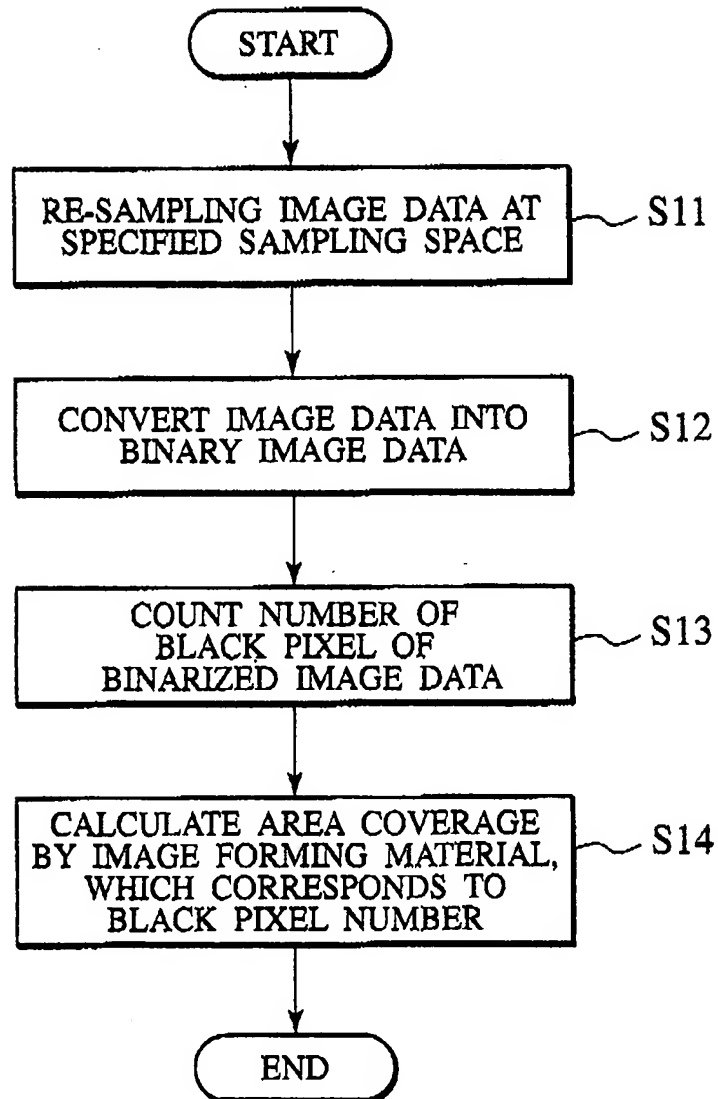 START
RE-SAMPLING IMAGE DATA AT
SPECIFIED SAMPLING SPACE
S11
CONVERT IMAGE DATA INTO
BINARY IMAGE DATA
S12
COUNT NUMBER OF
BLACK PIXEL OF
BINARIZED IMAGE DATA
S13
CALCULATE AREA COVERAGE
BY IMAGE FORMING MATERIAL,
WHICH CORRESPONDS TO
BLACK PIXEL NUMBER
S14
END